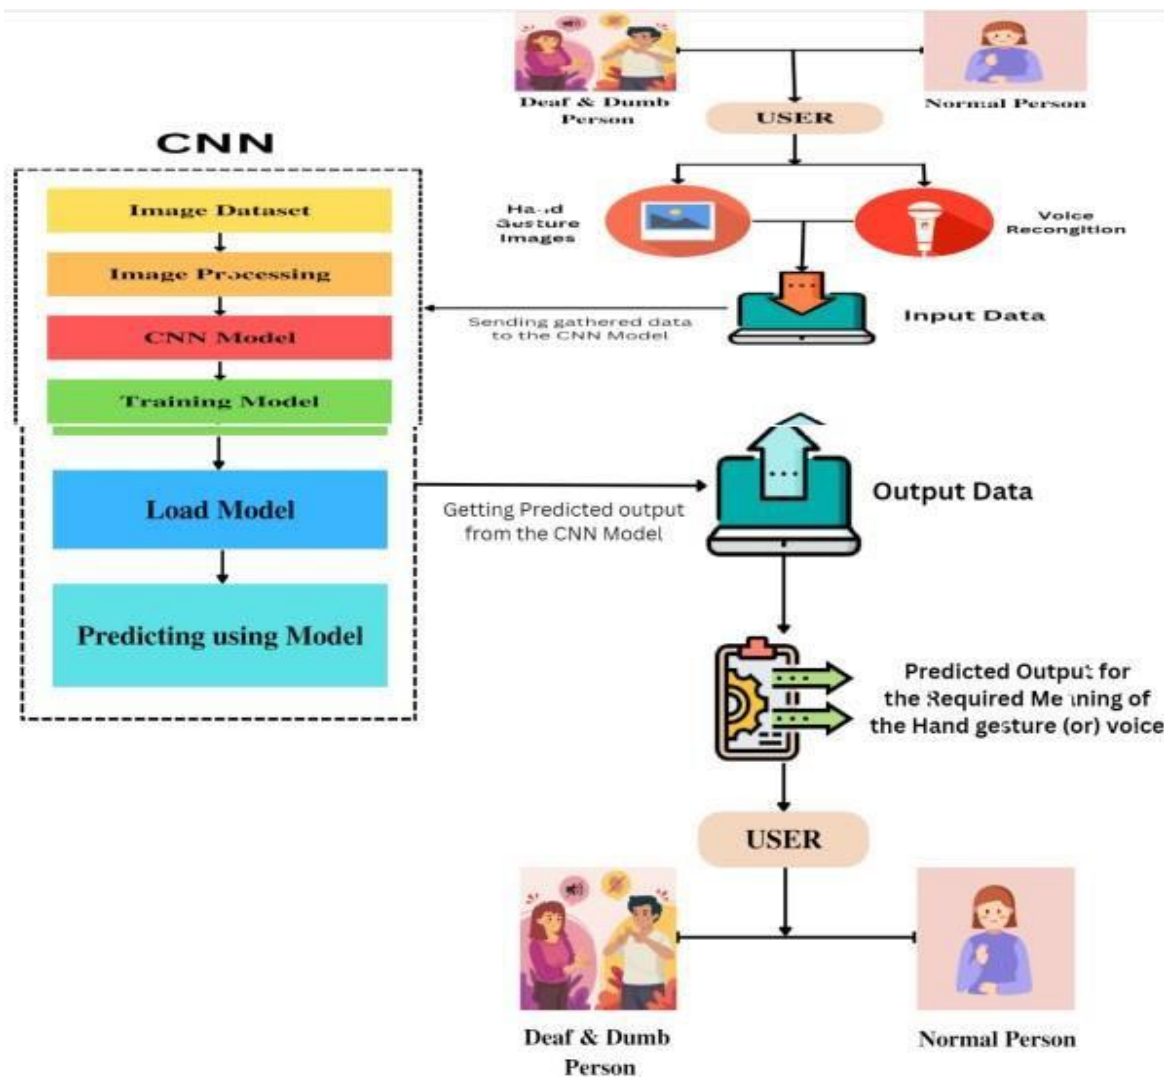 Deaf & Dumb
Person
Normal Person
USER
CNN
Image Dataset
Image Processing
CNN Model
Training Model
Load Model
Predicting using Model
Hand
Gesture
Images
Voice
Recongition
Input Data
Sending gathered data
to the CNN Model
Getting Predicted output
from the CNN Model
Output Data
Predicted Output for
the Required Meaning of
the Hand gesture (or) voice
USER
Deaf & Dumb
Person
Normal Person